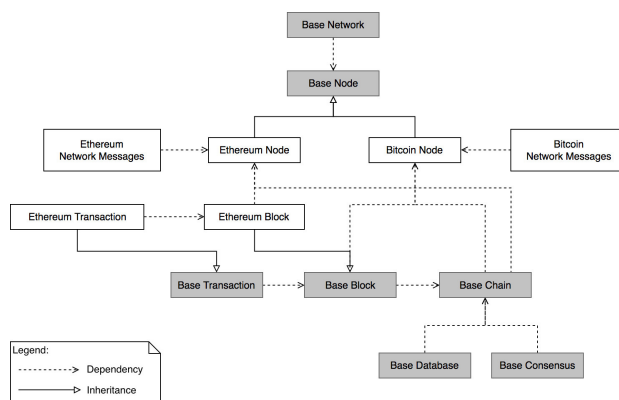 Base Network
Base Node
Ethereum
Network Messages
Ethereum Node
Bitcoin Node
Bitcoin
Network Messages
Ethereum Transaction
Ethereum Block
Base Transaction
Base Block
Base Chain
Base Database
Base Consensus
Legend:
Dependency
Inheritance